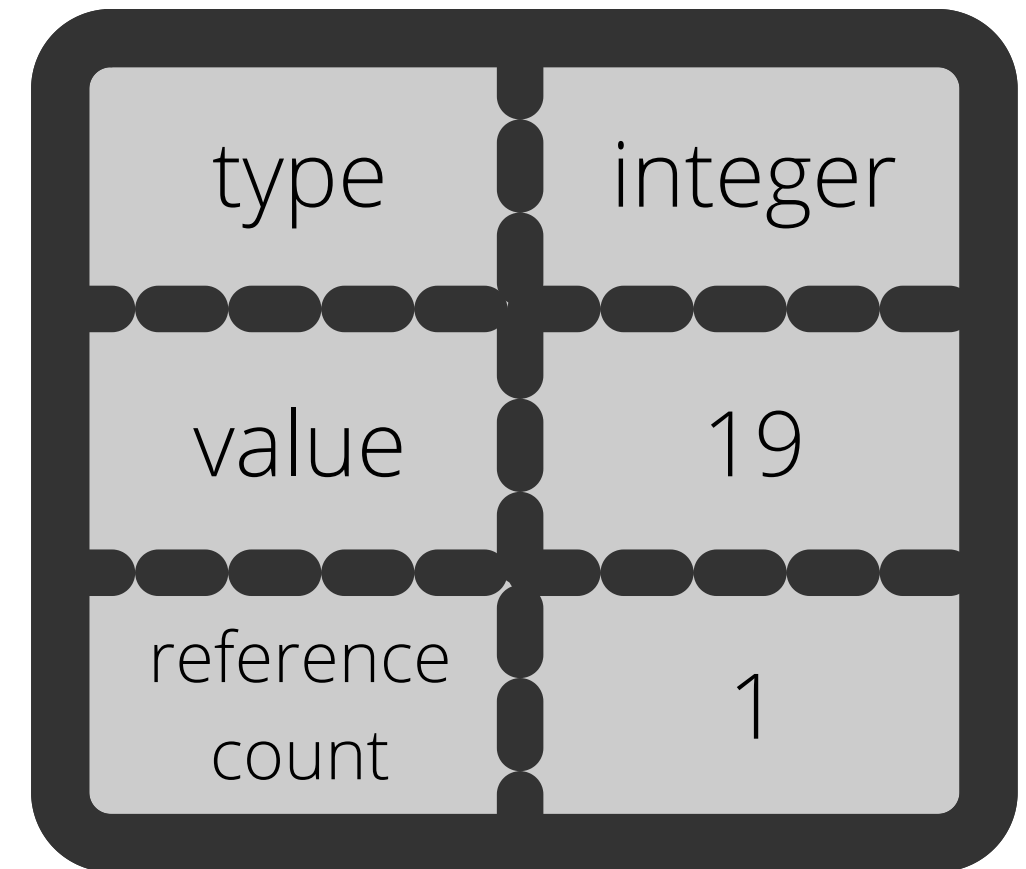 type integer
value 19
reference
count
1